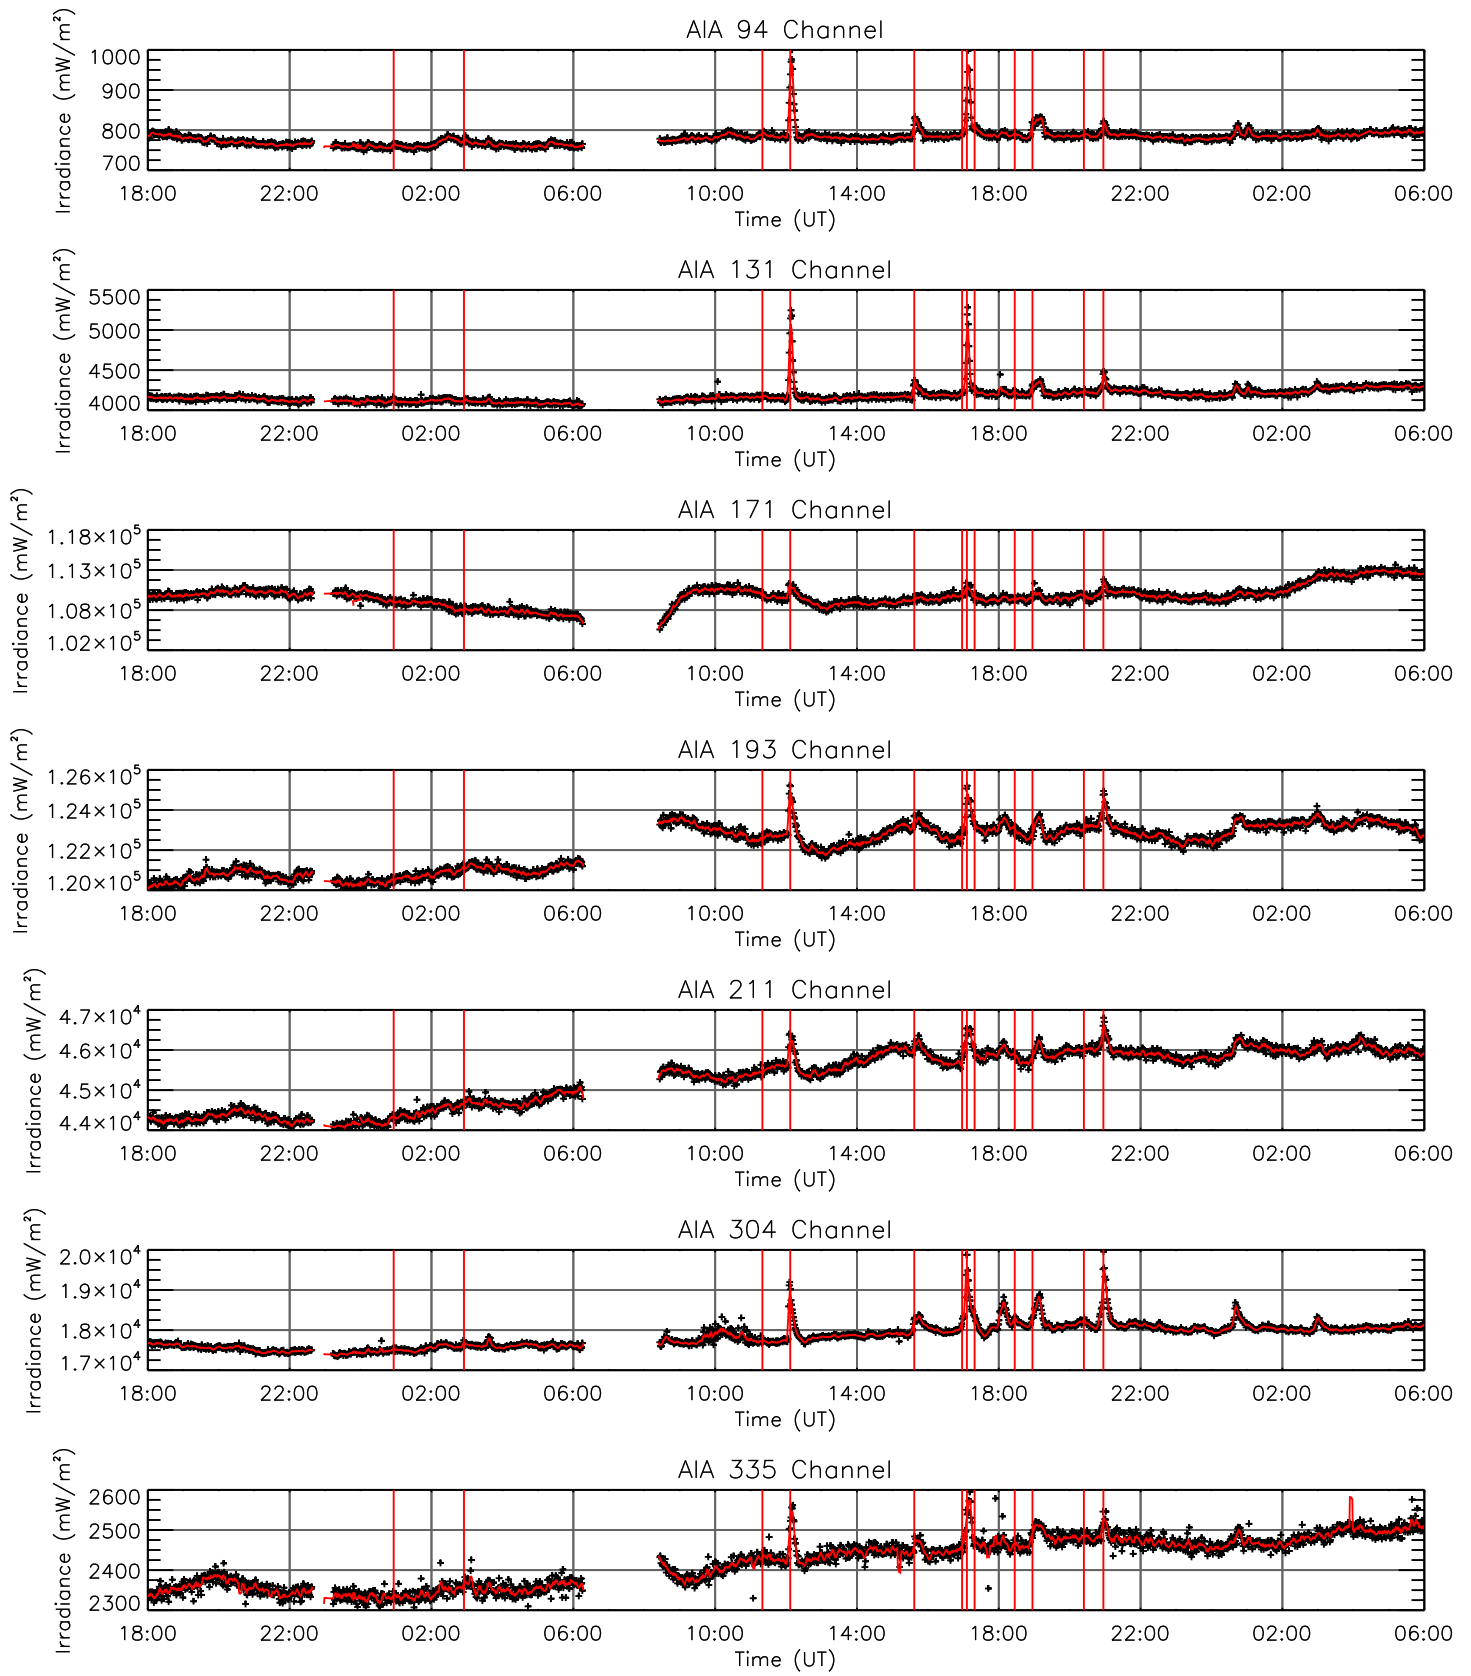 AIA 94 Channel
Irradiance (mW/m²)
1000
900
800
700
18:00 22:00 02:00 06:00 10:00 14:00 18:00 22:00 02:00 06:00
Time (UT)
AIA 131 Channel
Irradiance (mW/m²)
5500
5000
4500
4000
18:00 22:00 02:00 06:00 10:00 14:00 18:00 22:00 02:00 06:00
Time (UT)
AIA 171 Channel
Irradiance (mW/m²)
1.18×10⁵
1.13×10⁵
1.08×10⁵
1.02×10⁵
18:00 22:00 02:00 06:00 10:00 14:00 18:00 22:00 02:00 06:00
Time (UT)
AIA 193 Channel
Irradiance (mW/m²)
1.26×10⁵
1.24×10⁵
1.22×10⁵
1.20×10⁵
18:00 22:00 02:00 06:00 10:00 14:00 18:00 22:00 02:00 06:00
Time (UT)
AIA 211 Channel
Irradiance (mW/m²)
4.7×10⁴
4.6×10⁴
4.5×10⁴
4.4×10⁴
18:00 22:00 02:00 06:00 10:00 14:00 18:00 22:00 02:00 06:00
Time (UT)
AIA 304 Channel
Irradiance (mW/m²)
2.0×10⁴
1.9×10⁴
1.8×10⁴
1.7×10⁴
18:00 22:00 02:00 06:00 10:00 14:00 18:00 22:00 02:00 06:00
Time (UT)
AIA 335 Channel
Irradiance (mW/m²)
2600
2500
2400
2300
18:00 22:00 02:00 06:00 10:00 14:00 18:00 22:00 02:00 06:00
Time (UT)